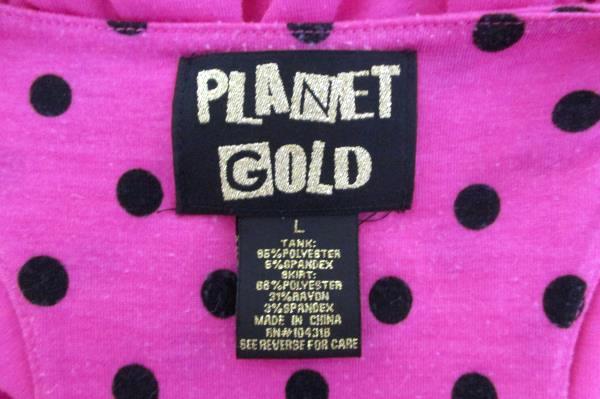 PLANET
GOLD
L
TANK:
95%POLYESTER
5%SPANDEX
SKIRT:
66%POLYESTER
31%RAYON
3%SPANDEX
MADE IN CHINA
RN#104318
SEE REVERSE FOR CARE